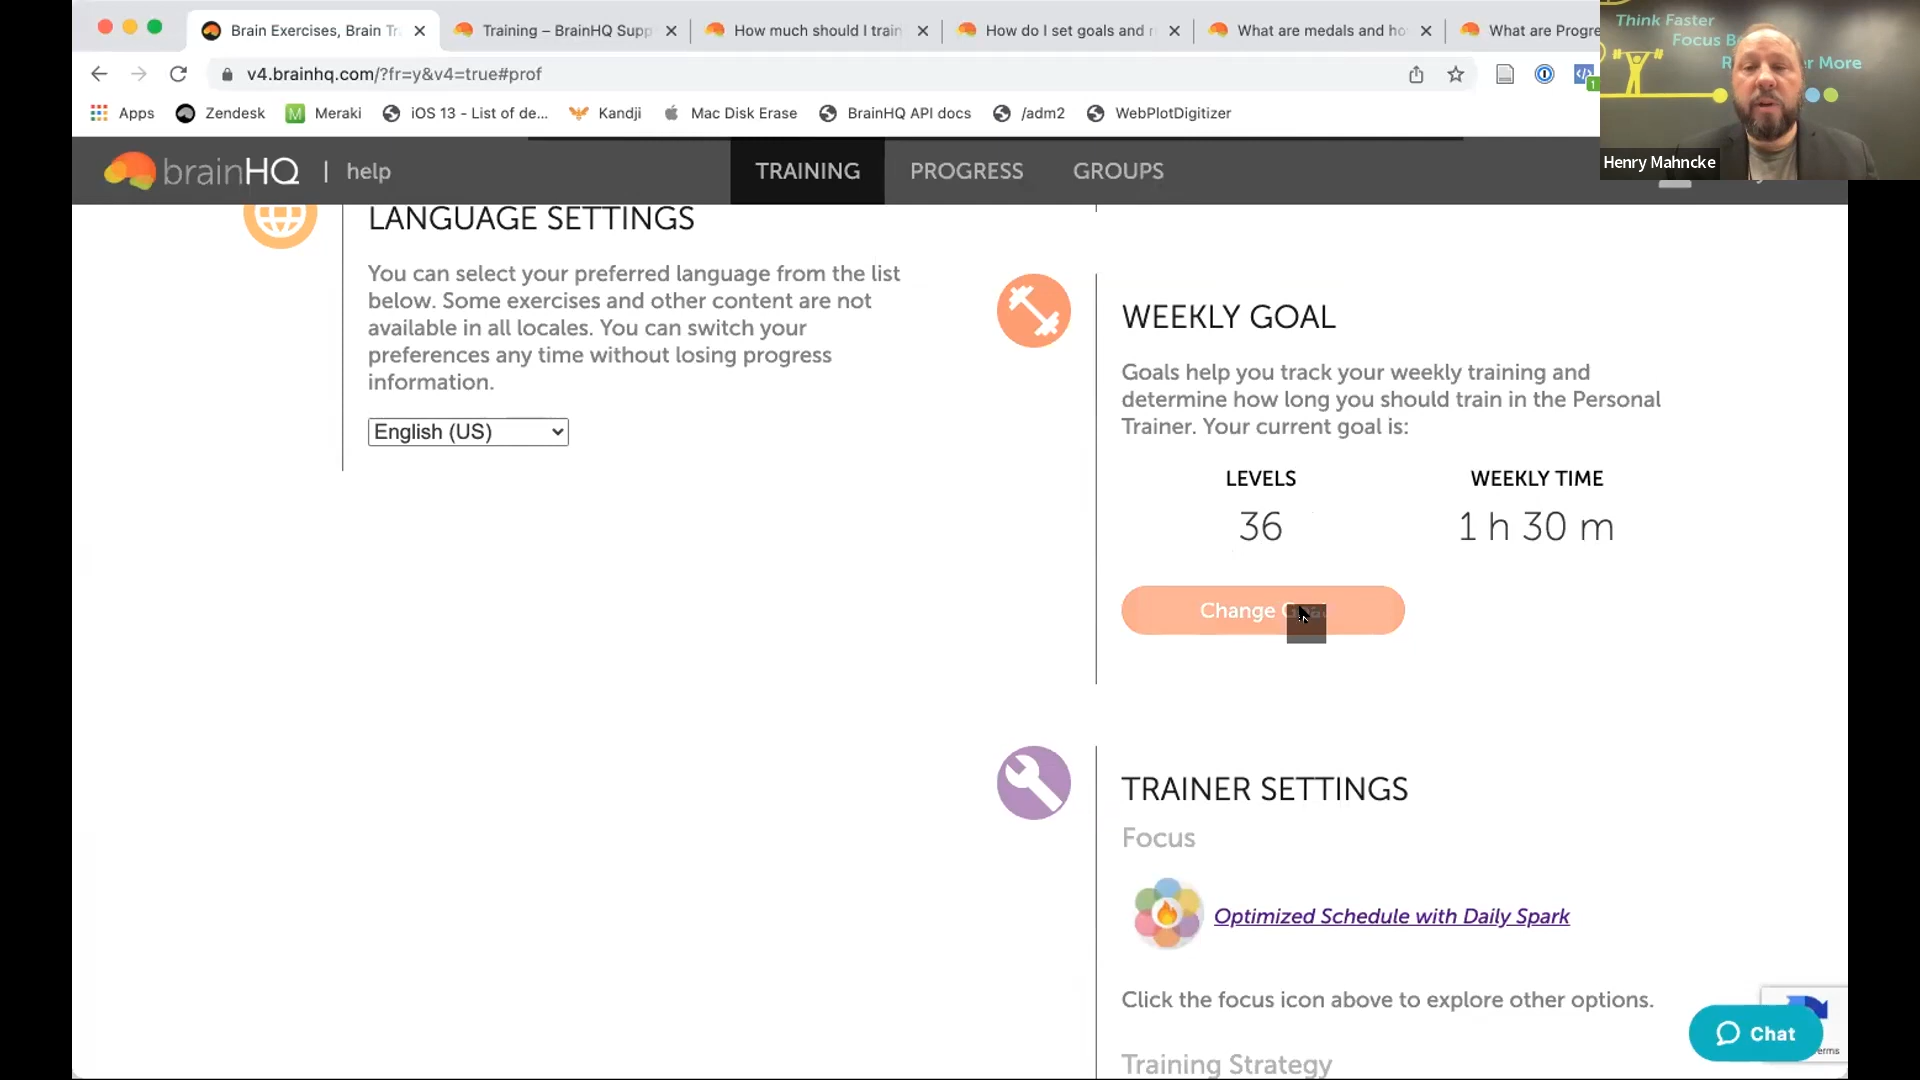 Brain Exercises, Brain Tr
Training – BrainHQ Supp
How much should I train
How do I set goals and r
What are medals and ho
What are Progre
v4.brainhq.com/?fr=y&v4=true#prof
1
Apps
Zendesk
Meraki
iOS 13 - List of de...
Kandji
Mac Disk Erase
BrainHQ API docs
/adm2
WebPlotDigitizer
Think Faster
Focus Be
R r More
Henry Mahncke
brainHQ | help
TRAINING
PROGRESS
GROUPS
LANGUAGE SETTINGS
You can select your preferred language from the list
below. Some exercises and other content are not
available in all locales. You can switch your
preferences any time without losing progress
information.
English (US)
WEEKLY GOAL
Goals help you track your weekly training and
determine how long you should train in the Personal
Trainer. Your current goal is:
LEVELS
WEEKLY TIME
36
1 h 30 m
Change
TRAINER SETTINGS
Focus
Optimized Schedule with Daily Spark
Click the focus icon above to explore other options.
Training Strategy
Chat